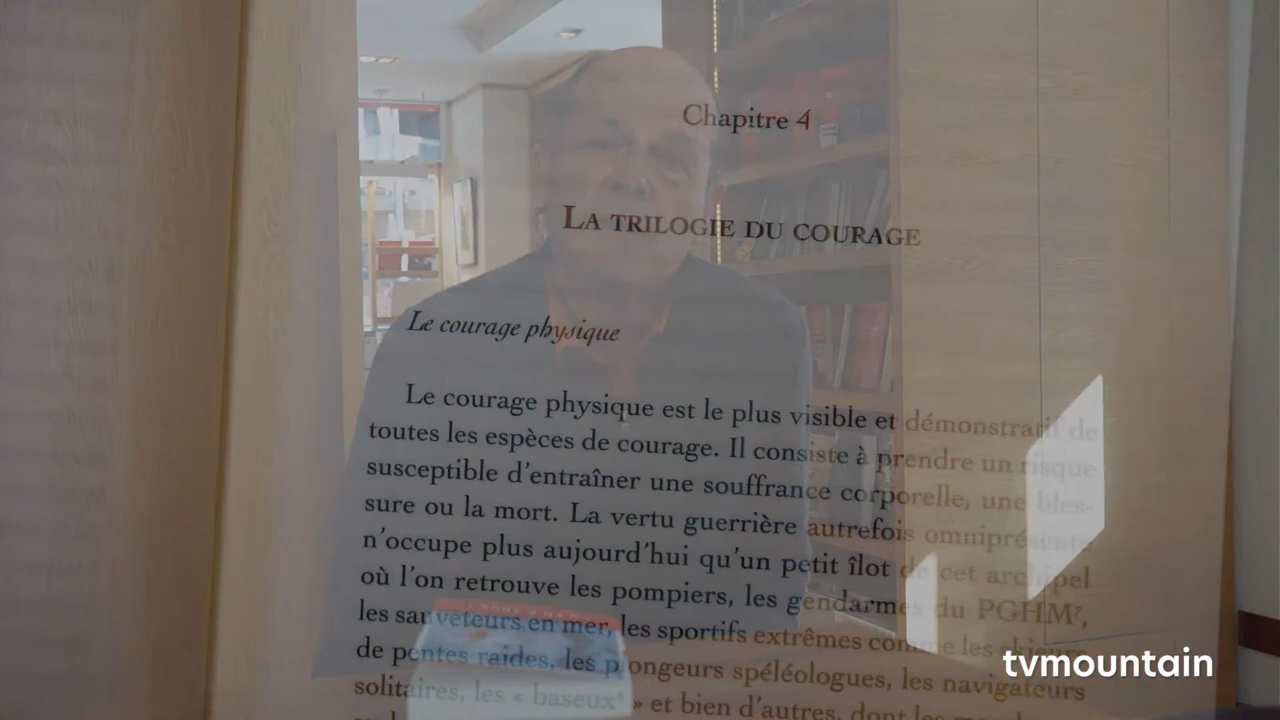 Chapitre 4
LA TRILOGIE DU COURAGE
Le courage physique
Le courage physique est le plus visible et démonstratif de
toutes les espèces de courage. Il consiste à prendre un risque
susceptible d'entraîner une souffrance corporelle, une bles-
sure ou la mort. La vertu guerrière autrefois omniprésente
n'occupe plus aujourd'hui qu'un petit îlot de cet archipel
où l'on retrouve les pompiers, les gendarmes du PGHM⁷,
les sauveteurs en mer, les sportifs extrêmes comme les skieurs
de pentes raides, les plongeurs spéléologues, les navigateurs
solitaires, les « baseux⁸ » et bien d'autres, dont les
tvmountain